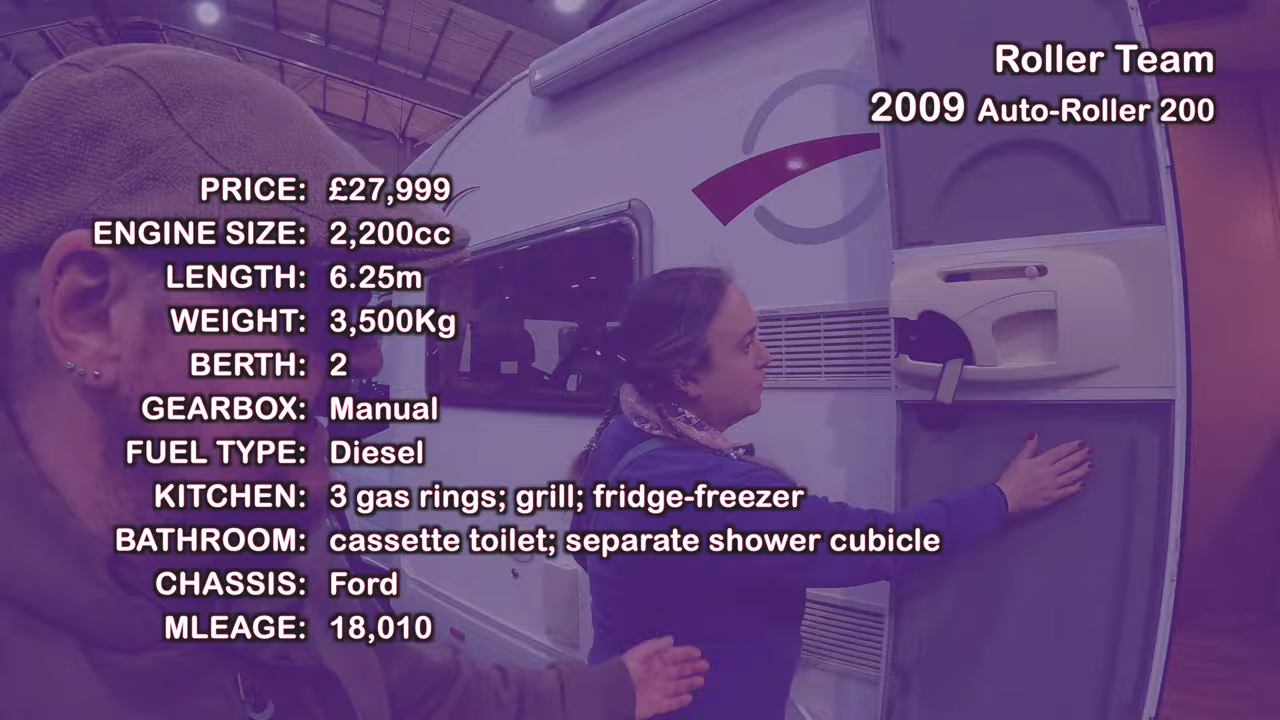 Roller Team
2009 Auto-Roller 200
PRICE: £27,999
ENGINE SIZE: 2,200cc
LENGTH: 6.25m
WEIGHT: 3,500Kg
BERTH: 2
GEARBOX: Manual
FUEL TYPE: Diesel
KITCHEN: 3 gas rings; grill; fridge-freezer
BATHROOM: cassette toilet; separate shower cubicle
CHASSIS: Ford
MLEAGE: 18,010